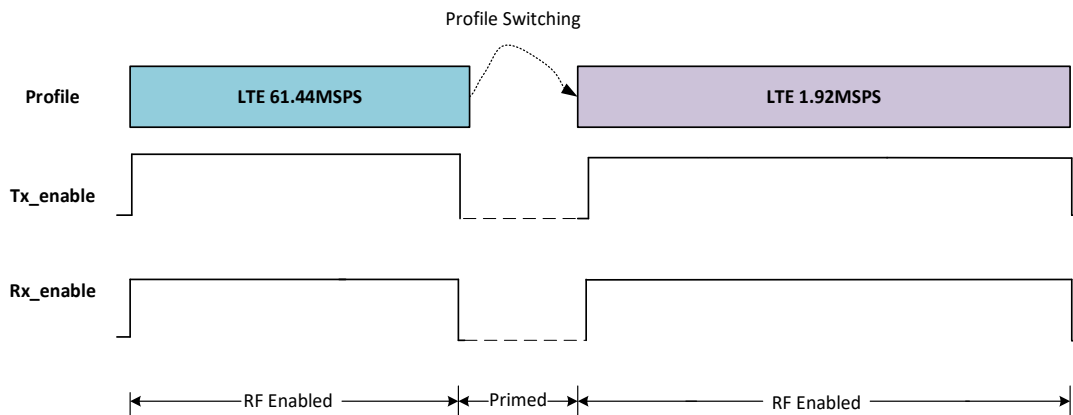 Profile Switching
Profile
LTE 61.44MSPS
LTE 1.92MSPS
Tx_enable
Rx_enable
RF Enabled
Primed
RF Enabled